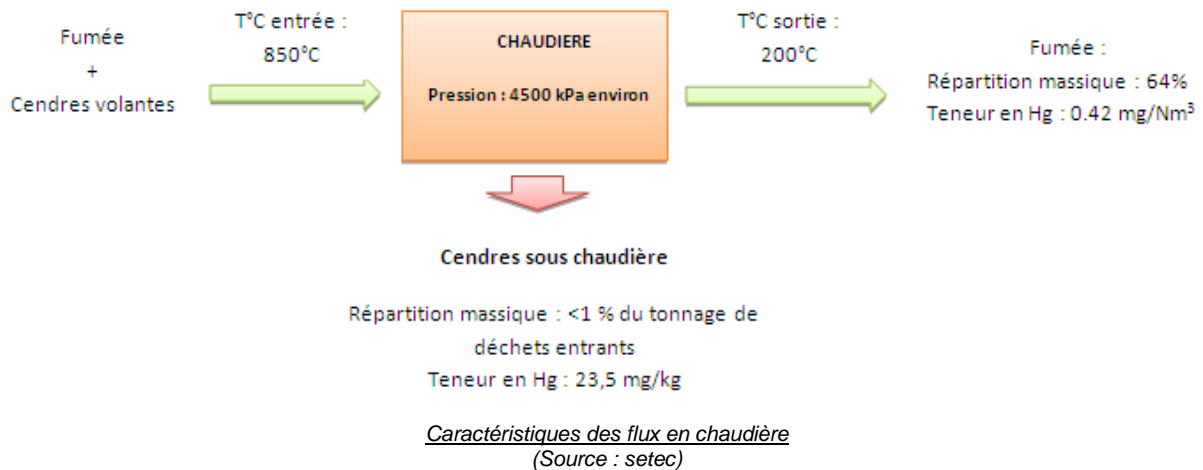 Fumée
+
Cendres volantes
T°C entrée :
850°C
CHAUDIERE
Pression : 4500 kPa environ
T°C sortie :
200°C
Fumée :
Répartition massique : 64%
Teneur en Hg : 0.42 mg/Nm³
Cendres sous chaudière
Répartition massique : <1 % du tonnage de
déchets entrants
Teneur en Hg : 23,5 mg/kg
Caractéristiques des flux en chaudière
(Source : setec)